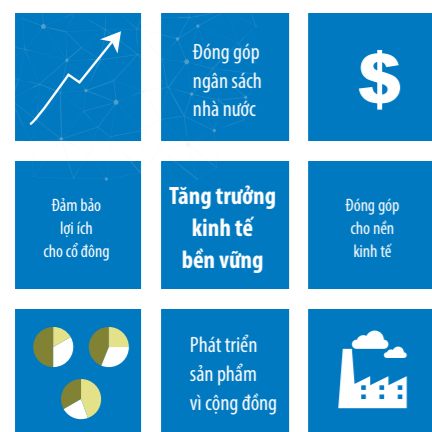 Đóng góp
ngân sách
nhà nước
$
Đảm bảo
lợi ích
cho cổ đông
Tăng trưởng
kinh tế
bền vững
Đóng góp
cho nền
kinh tế
Phát triển
sản phẩm
vì cộng đồng